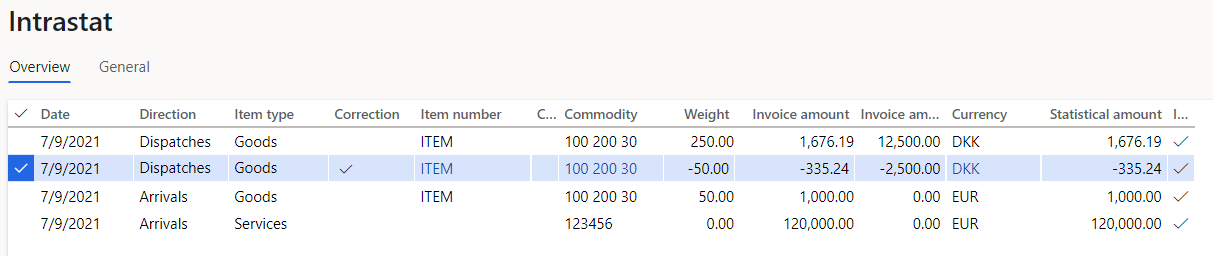 Intrastat
Overview General
Date Direction Item type Correction Item number C... Commodity Weight Invoice amount Invoice am... Currency Statistical amount I...
7/9/2021 Dispatches Goods ITEM 100 200 30 250.00 1,676.19 12,500.00 DKK 1,676.19
7/9/2021 Dispatches Goods ITEM 100 200 30 -50.00 -335.24 -2,500.00 DKK -335.24
7/9/2021 Arrivals Goods ITEM 100 200 30 50.00 1,000.00 0.00 EUR 1,000.00
7/9/2021 Arrivals Services 123456 0.00 120,000.00 0.00 EUR 120,000.00